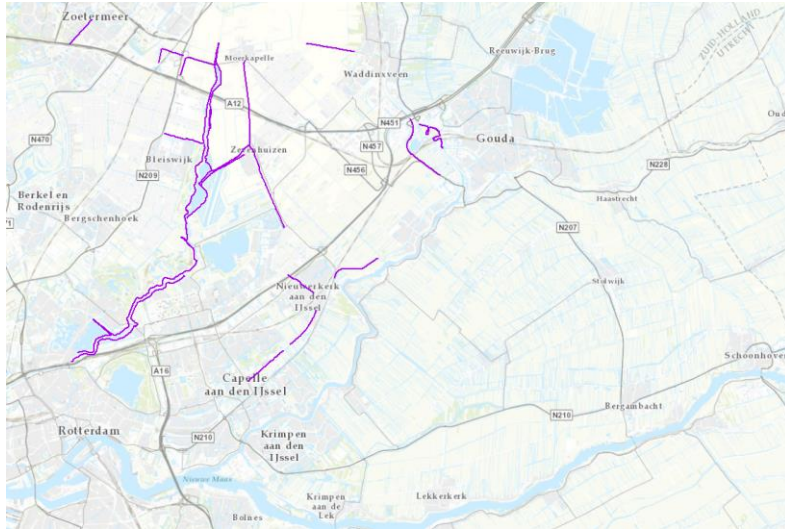 Zoetermeer
Moerkapelle
Reeuwijk-Brug
ZUID-HOLLAND
UTRECHT
Waddinxveen
A12
N451
Gouda
N470
N457
Bleiswijk
Zevenhuizen
N456
N228
N209
Berkel en
Rodenrijs
Haastrecht
Bergschenhoek
N207
Stolwijk
Nieuwerkerk
aan den
IJssel
Schoonhoven
A16
Capelle
aan den IJssel
Bergambacht
N210
Rotterdam
N210
Krimpen
aan den
IJssel
Nieuwe Maas
Krimpen
aan de
Lek
Lekkerkerk
Bolnes